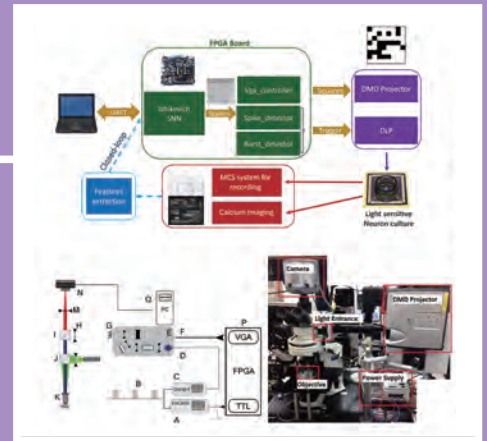 FPGA Board
Izhikevich
SNN
Vga_controller
Spike_detector
Burst_detector
UART
Spikes
Squares
Trigger
DMD Projector
DLP
Closed-loop
Features
extraction
MCS system for
recording
Calcium Imaging
Light sensitive
Neuron culture
N
M
I
H
J
K
Q
PC
G
E
F
D
C
B
A
P
VGA
FPGA
TTL
Camera
DMD Projector
Light Entrance
Objective
Power Supply